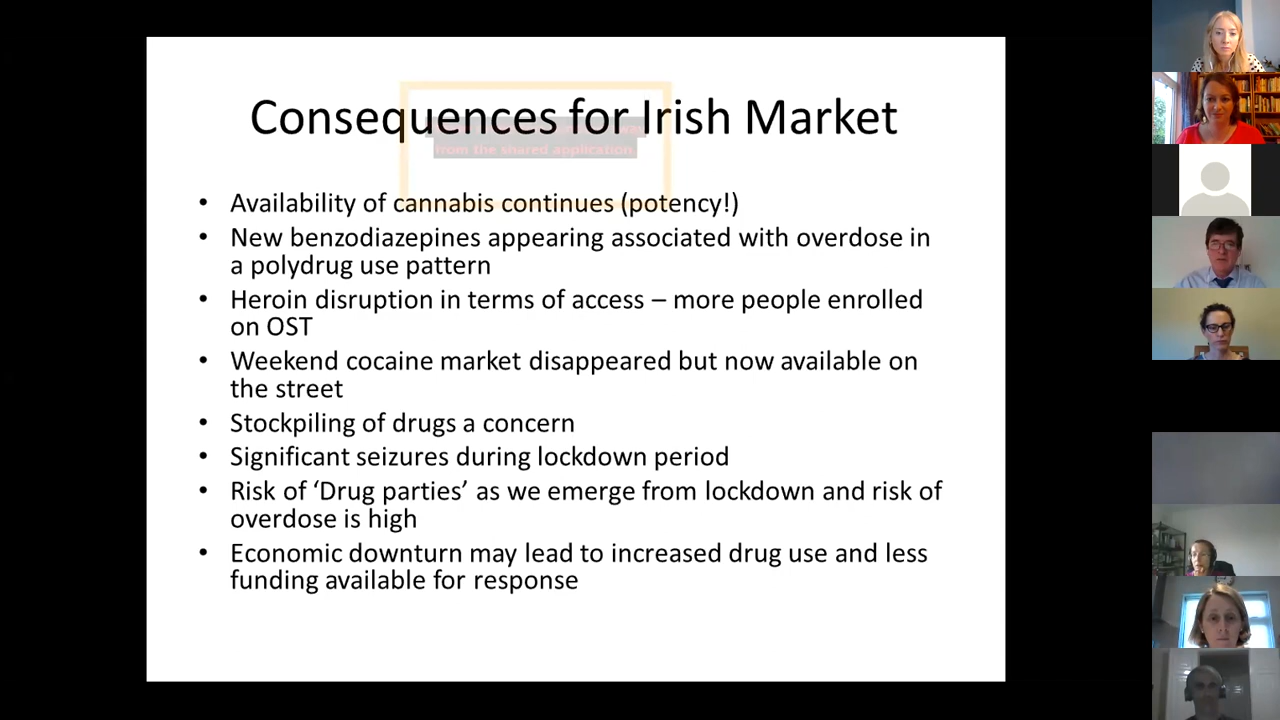 Consequences for Irish Market
from the shared application.
• Availability of cannabis continues (potency!)
• New benzodiazepines appearing associated with overdose in
a polydrug use pattern
• Heroin disruption in terms of access – more people enrolled
on OST
• Weekend cocaine market disappeared but now available on
the street
• Stockpiling of drugs a concern
• Significant seizures during lockdown period
• Risk of ‘Drug parties’ as we emerge from lockdown and risk of
overdose is high
• Economic downturn may lead to increased drug use and less
funding available for response